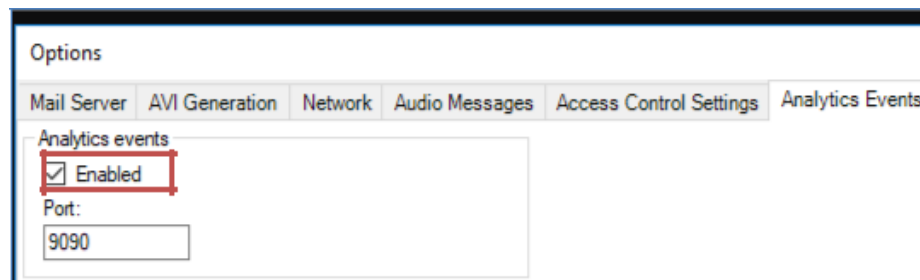 Options
Mail Server AVI Generation Network Audio Messages Access Control Settings Analytics Events
Analytics events
Enabled
Port:
9090